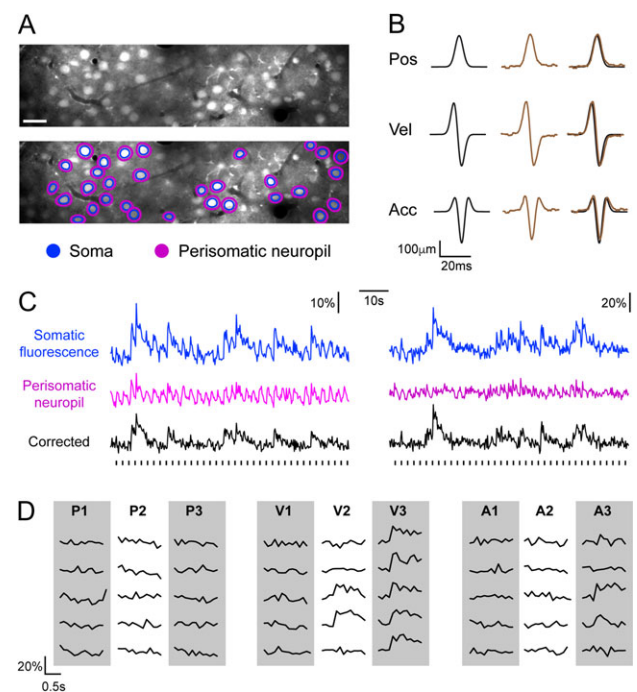 A
B
Pos
Vel
Acc
100μm
20ms
Soma
Perisomatic neuropil
C
10%
10s
20%
Somatic
fluorescence
Perisomatic
neuropil
Corrected
D
P1 P2 P3 V1 V2 V3 A1 A2 A3
20%
0.5s